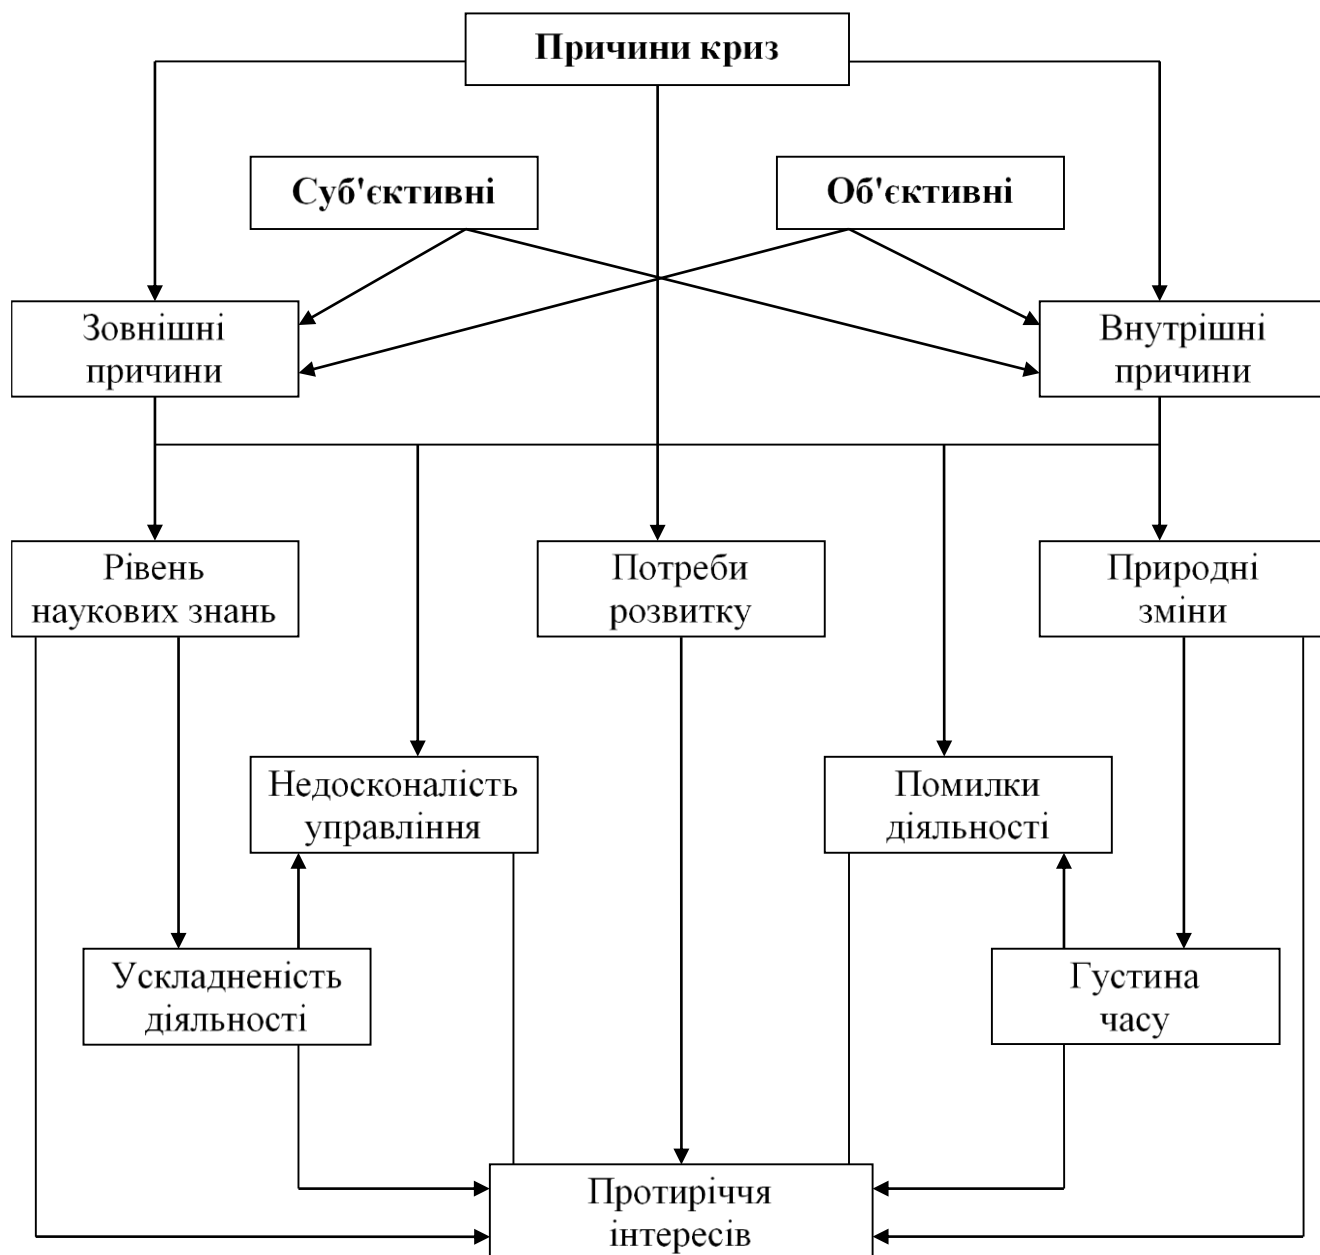 Причини криз
Суб'єктивні
Об'єктивні
Зовнішні
причини
Внутрішні
причини
Рівень
наукових знань
Потреби
розвитку
Природні
зміни
Недосконалість
управління
Помилки
діяльності
Ускладненість
діяльності
Густина
часу
Протиріччя
інтересів